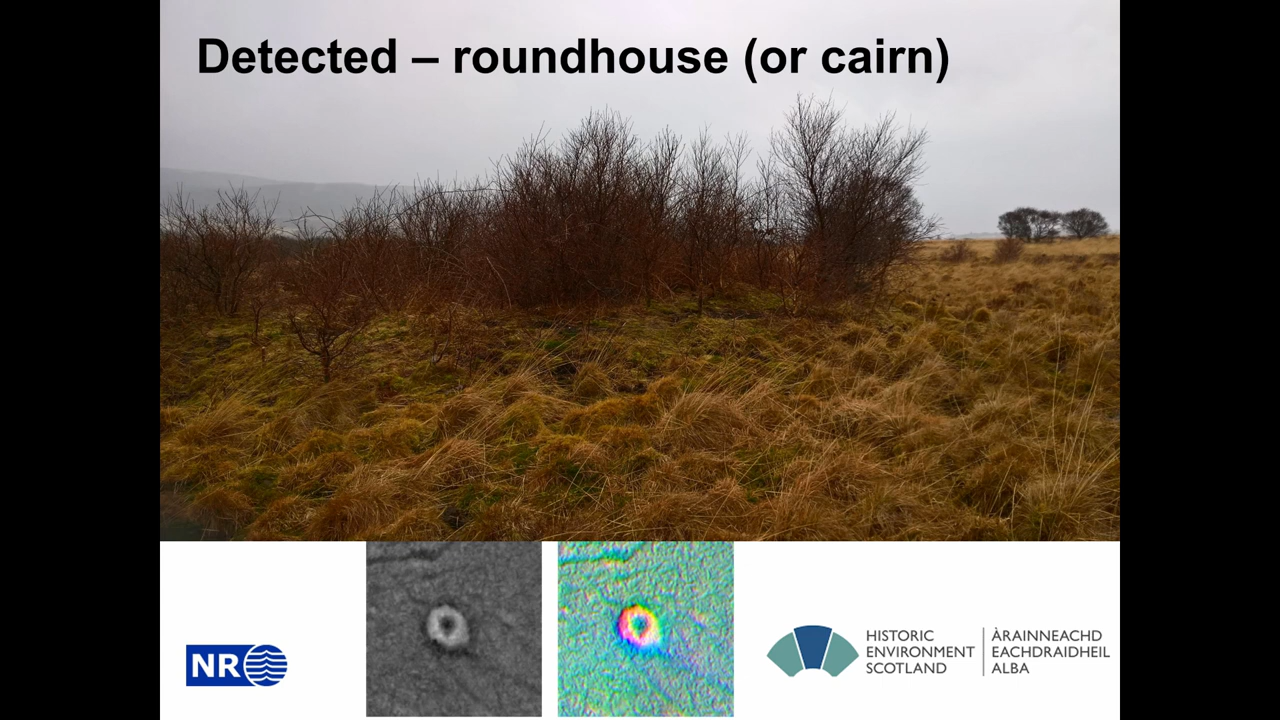 Detected – roundhouse (or cairn)
NR
HISTORIC
ENVIRONMENT
SCOTLAND
ÀRAINNEACHD
EACHDRAIDHEIL
ALBA